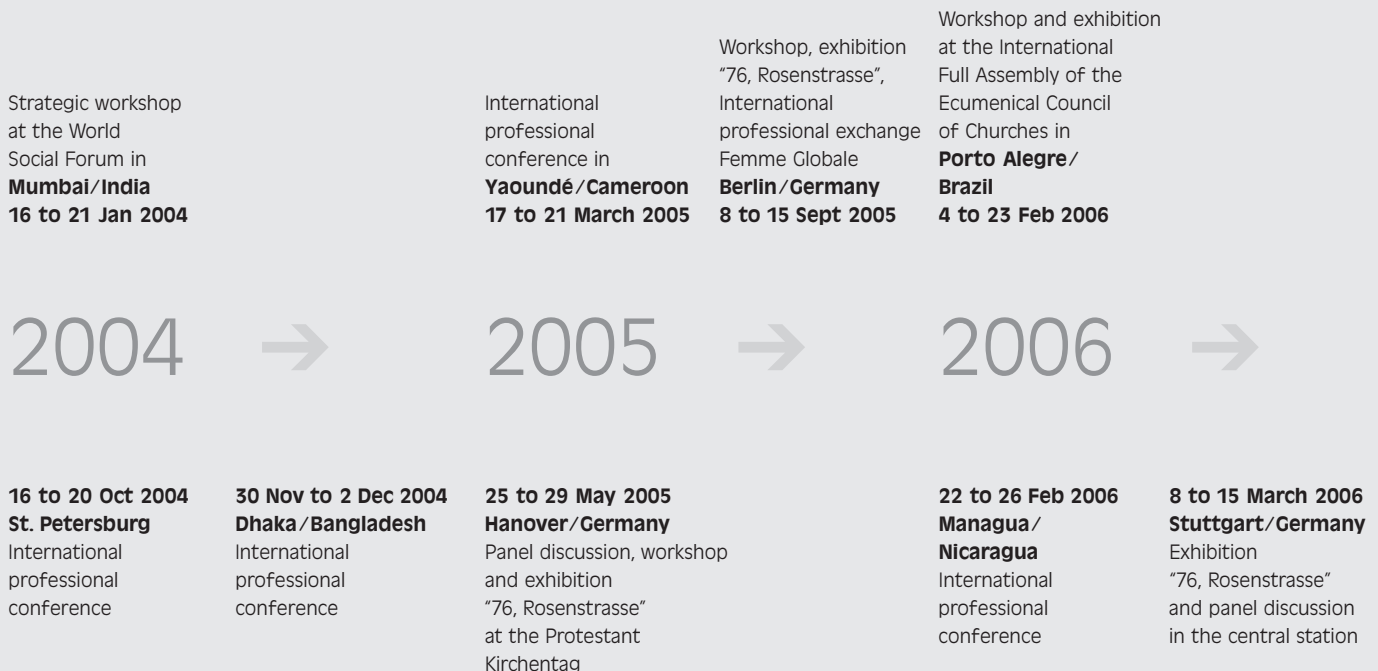 Strategic workshop
at the World
Social Forum in
Mumbai/India
16 to 21 Jan 2004
International
professional
conference in
Yaoundé/Cameroon
17 to 21 March 2005
Workshop, exhibition
“76, Rosenstrasse”,
International
professional exchange
Femme Globale
Berlin/Germany
8 to 15 Sept 2005
Workshop and exhibition
at the International
Full Assembly of the
Ecumenical Council
of Churches in
Porto Alegre/
Brazil
4 to 23 Feb 2006
2004
2005
2006
16 to 20 Oct 2004
St. Petersburg
International
professional
conference
30 Nov to 2 Dec 2004
Dhaka/Bangladesh
International
professional
conference
25 to 29 May 2005
Hanover/Germany
Panel discussion, workshop
and exhibition
“76, Rosenstrasse”
at the Protestant
Kirchentag
22 to 26 Feb 2006
Managua/
Nicaragua
International
professional
conference
8 to 15 March 2006
Stuttgart/Germany
Exhibition
“76, Rosenstrasse”
and panel discussion
in the central station